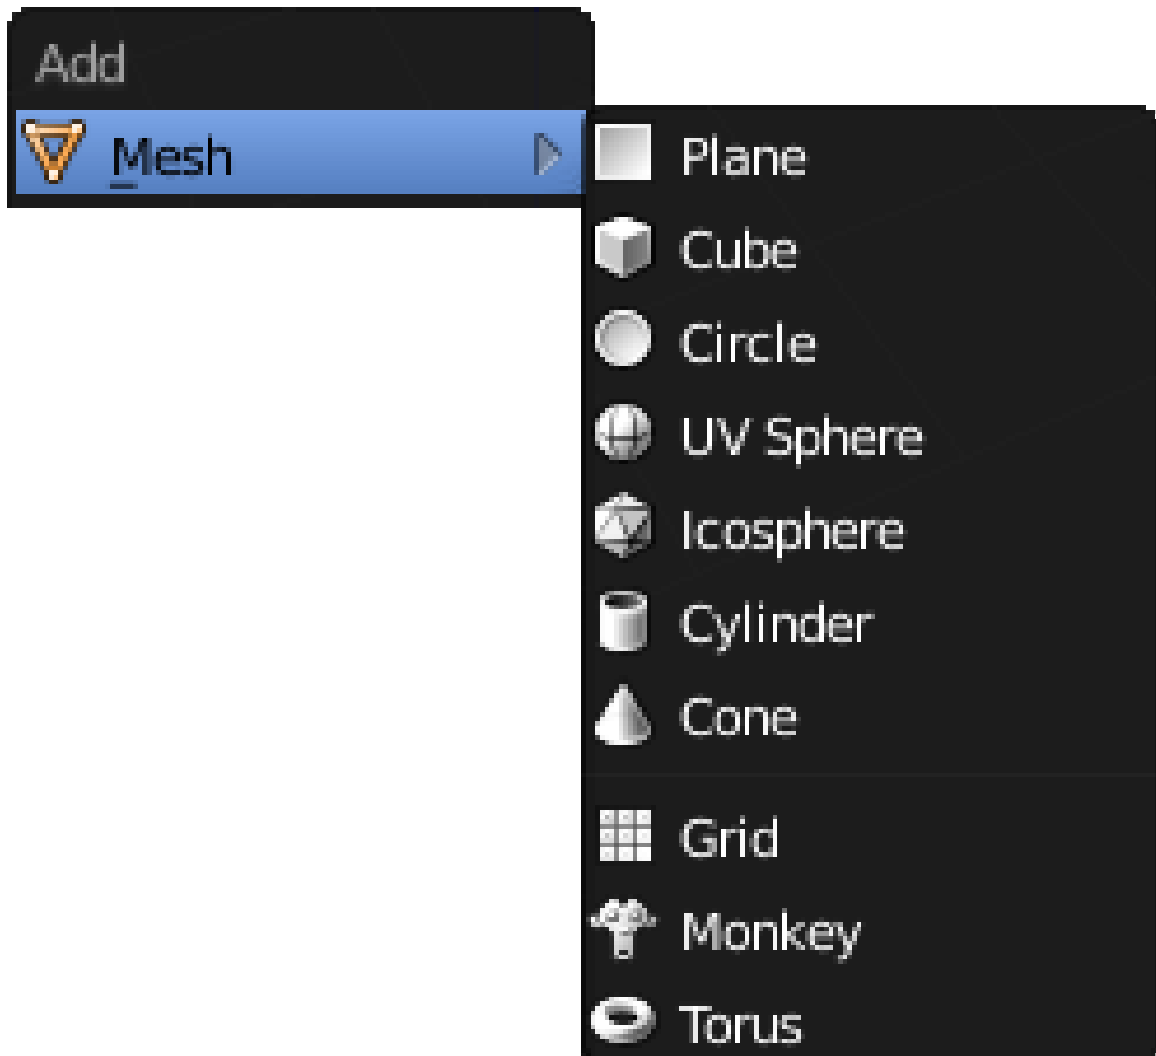 Add
Mesh
Plane
Cube
Circle
UV Sphere
Icosphere
Cylinder
Cone
Grid
Monkey
Torus